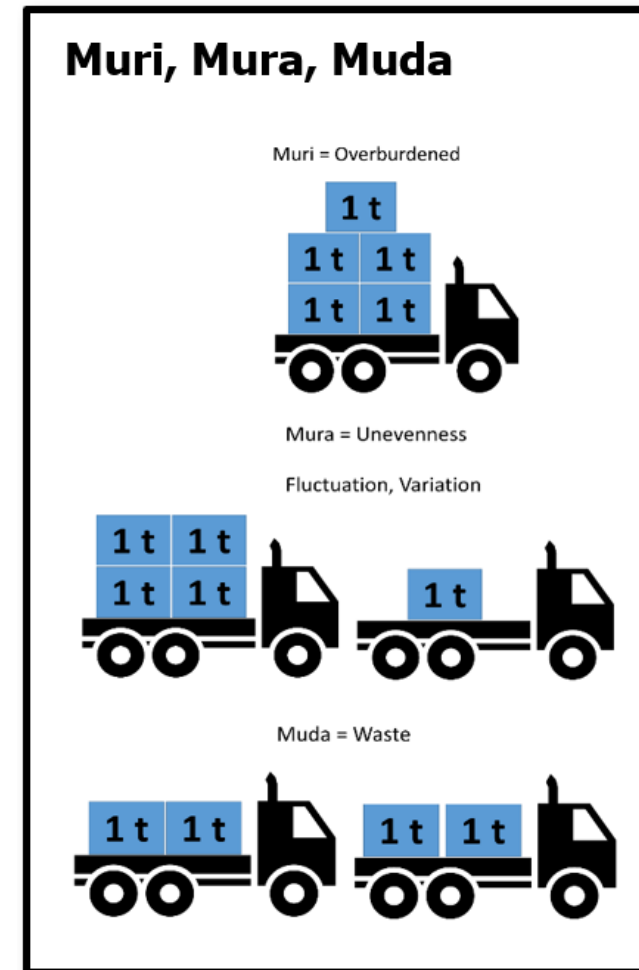 Muri, Mura, Muda
Muri = Overburdened
1 t
1 t 1 t
1 t 1 t
Mura = Unevenness
Fluctuation, Variation
1 t 1 t
1 t 1 t
1 t
Muda = Waste
1 t 1 t
1 t 1 t